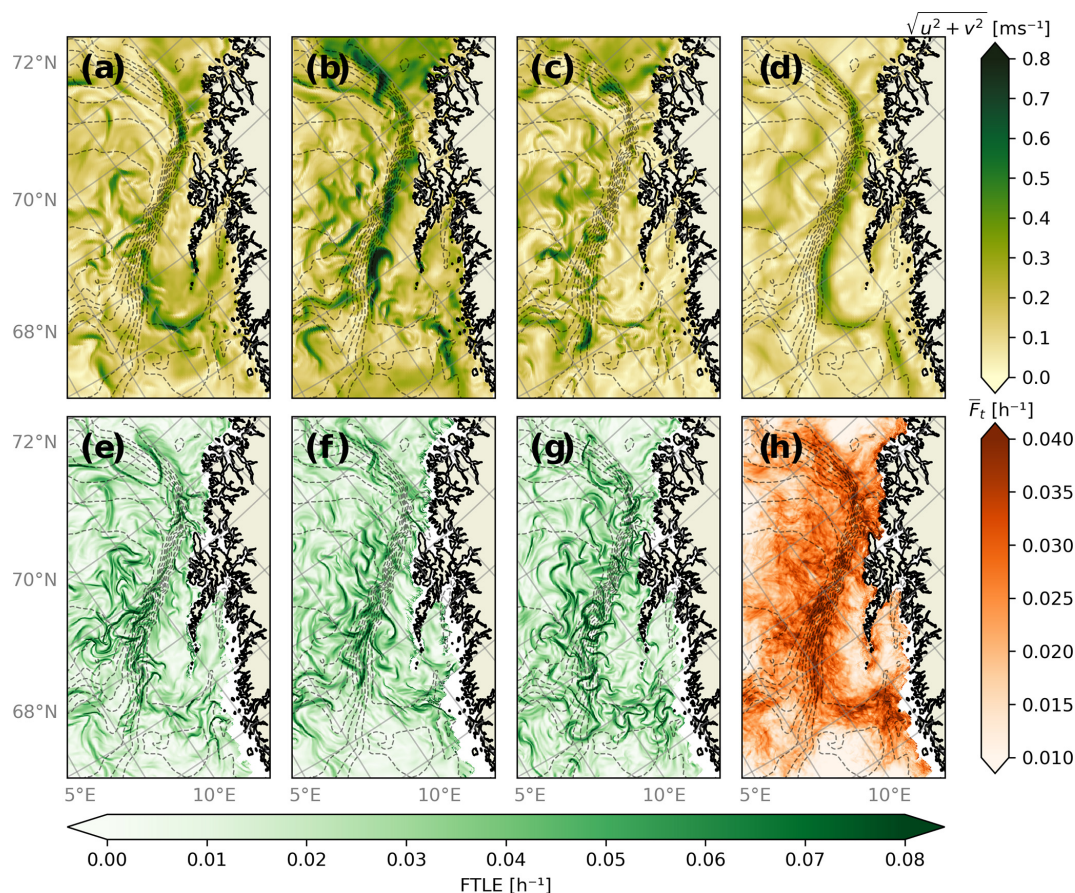 √u² + v² [ms⁻¹]
(a) (b) (c) (d)
72°N
70°N
68°N
0.8
0.7
0.6
0.5
0.4
0.3
0.2
0.1
0.0
F̅ₜ [h⁻¹]
(e) (f) (g) (h)
72°N
70°N
68°N
0.040
0.035
0.030
0.025
0.020
0.015
0.010
5°E 10°E 5°E 10°E 5°E 10°E 5°E 10°E
0.00 0.01 0.02 0.03 0.04 0.05 0.06 0.07 0.08
FTLE [h⁻¹]